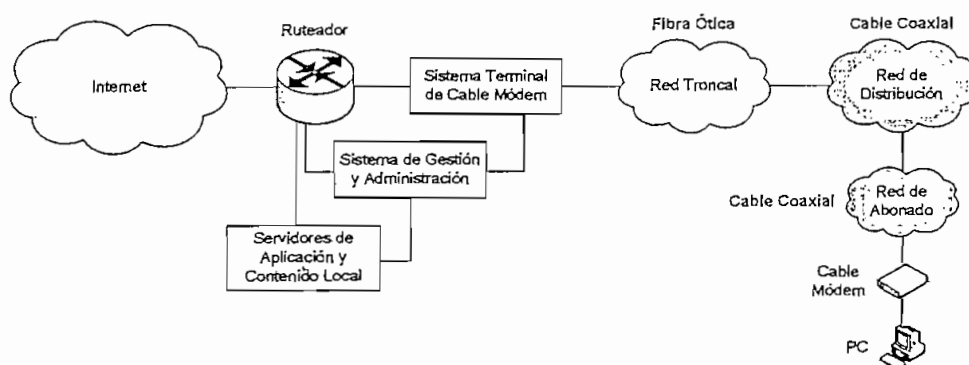 Ruteador
Fibra Ótica
Cable Coaxial
Internet
Sistema Terminal
de Cable Módem
Red Troncal
Red de
Distribución
Sistema de Gestión
y Administración
Cable Coaxial
Red de
Abonado
Servidores de
Aplicación y
Contenido Local
Cable
Módem
PC